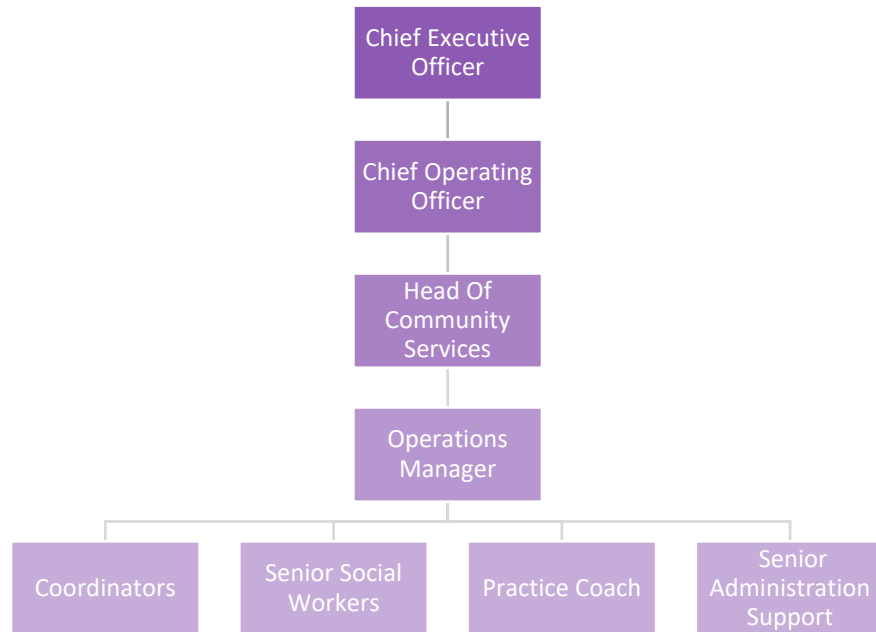 Chief Executive
Officer
Chief Operating
Officer
Head Of
Community
Services
Operations
Manager
Coordinators
Senior Social
Workers
Practice Coach
Senior
Administration
Support